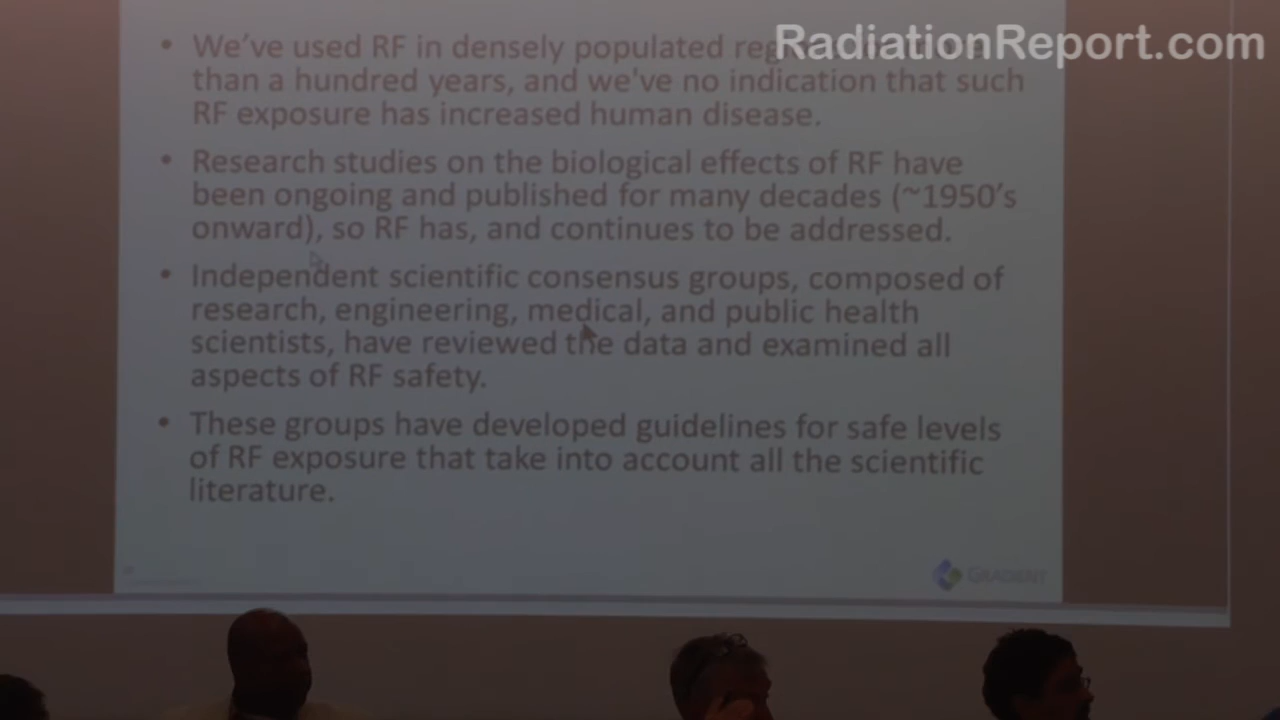 RadiationReport.com
• We've used RF in densely populated
than a hundred years, and we've no indication that such
RF exposure has increased human disease.
• Research studies on the biological effects of RF have
been ongoing and published for many decades (~1950's
onward), so RF has, and continues to be addressed.
• Independent scientific consensus groups, composed of
research, engineering, medical, and public health
scientists, have reviewed the data and examined all
aspects of RF safety.
• These groups have developed guidelines for safe levels
of RF exposure that take into account all the scientific
literature.
GRADIENT